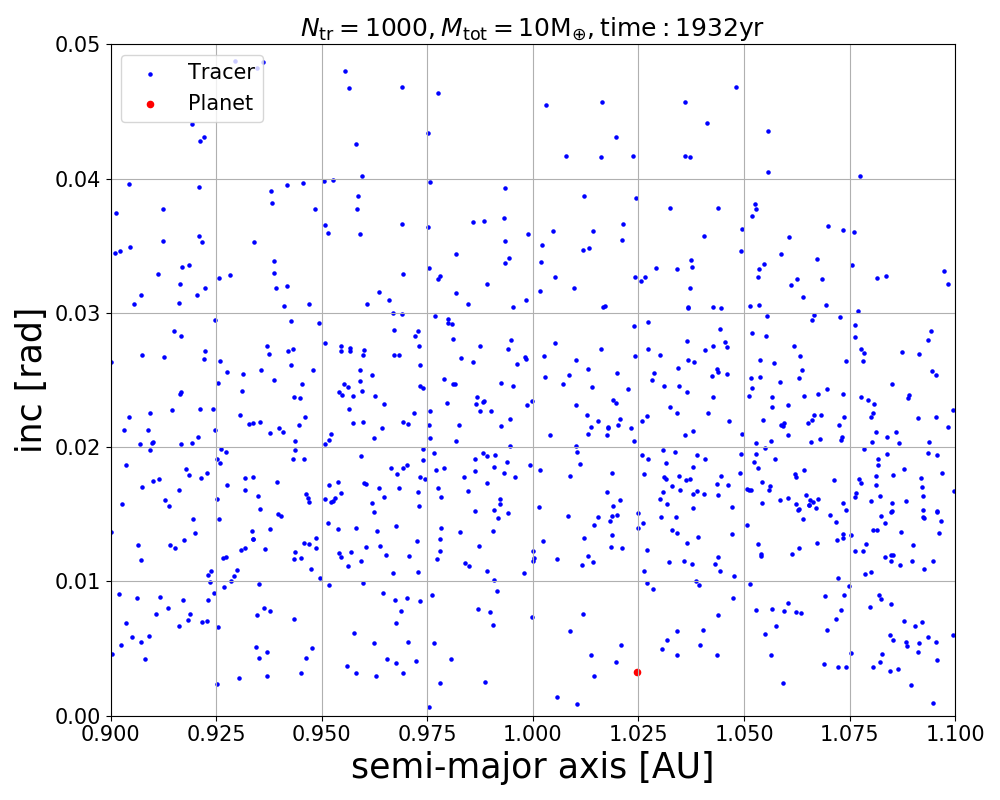 N_tr = 1000, M_tot = 10M_⊕, time : 1932yr
Tracer
Planet
inc [rad]
0.05
0.04
0.03
0.02
0.01
0.00
0.900 0.925 0.950 0.975 1.000 1.025 1.050 1.075 1.100
semi-major axis [AU]